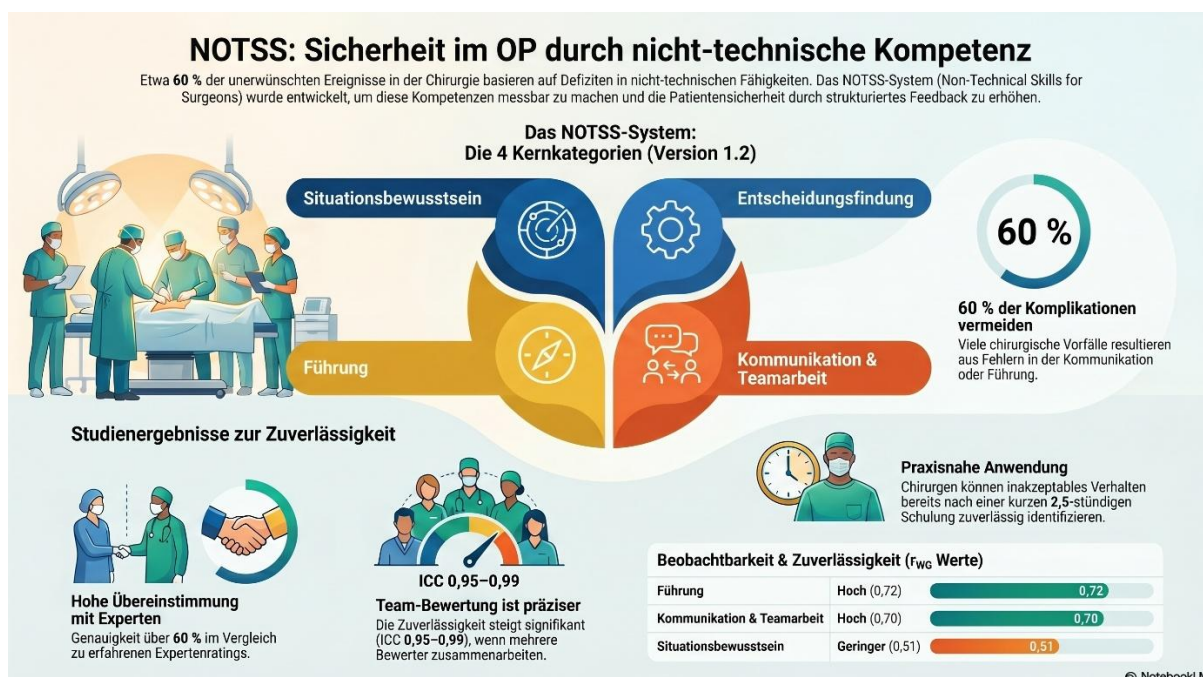 NOTSS: Sicherheit im OP durch nicht-technische Kompetenz
Etwa 60 % der unerwünschten Ereignisse in der Chirurgie basieren auf Defiziten in nicht-technischen Fähigkeiten. Das NOTSS-System (Non-Technical Skills for
Surgeons) wurde entwickelt, um diese Kompetenzen messbar zu machen und die Patientensicherheit durch strukturiertes Feedback zu erhöhen.
Das NOTSS-System:
Die 4 Kernkategorien (Version 1.2)
Situationsbewusstsein
Entscheidungsfindung
Führung
Kommunikation &
Teamarbeit
60 %
60 % der Komplikationen
vermeiden
Viele chirurgische Vorfälle resultieren
aus Fehlern in der Kommunikation
oder Führung.
Studienergebnisse zur Zuverlässigkeit
Hohe Übereinstimmung
mit Experten
Genauigkeit über 60 % im Vergleich
zu erfahrenen Expertenratings.
ICC 0,95–0,99
Team-Bewertung ist präziser
Die Zuverlässigkeit steigt signifikant
(ICC 0,95–0,99), wenn mehrere
Bewerter zusammenarbeiten.
Praxisnahe Anwendung
Chirurgen können inakzeptables Verhalten
bereits nach einer kurzen 2,5-stündigen
Schulung zuverlässig identifizieren.
Beobachtbarkeit & Zuverlässigkeit (rWG Werte)
Führung Hoch (0,72) 0,72
Kommunikation & Teamarbeit Hoch (0,70) 0,70
Situationsbewusstsein Geringer (0,51) 0,51